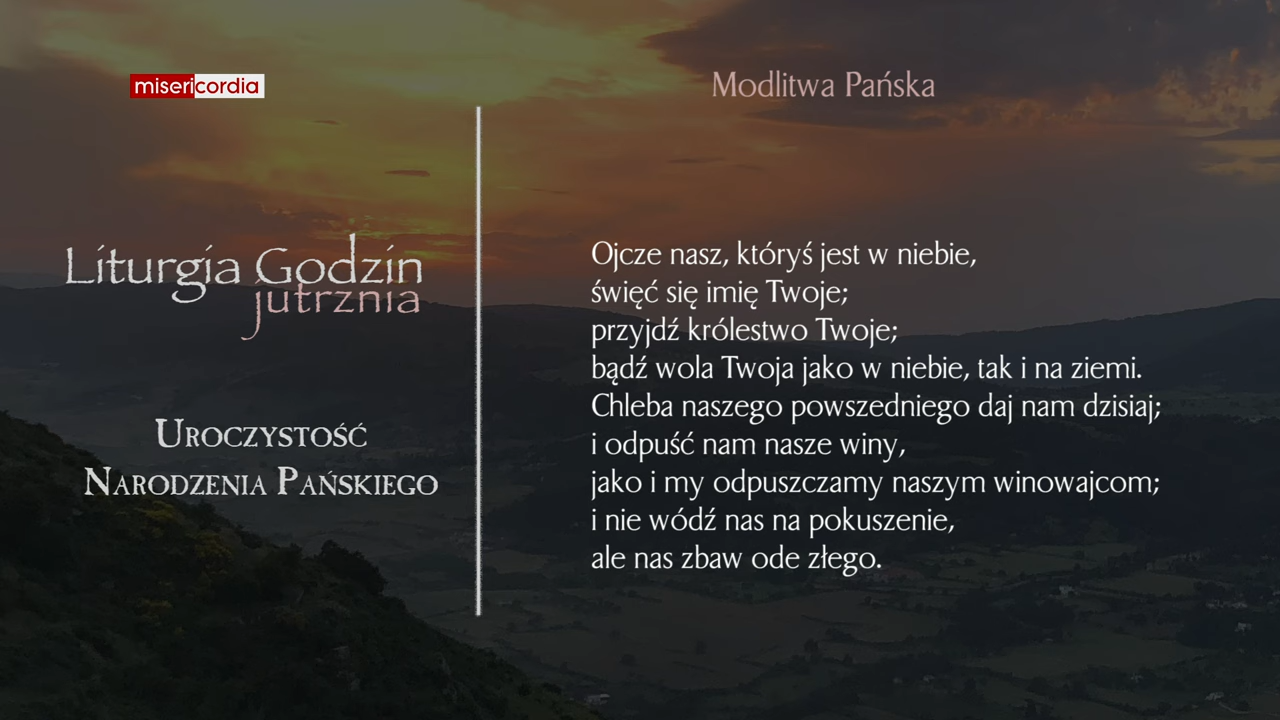 misericordia
Liturgia Godzin
jutrznia
Uroczystość
Narodzenia Pańskiego
Modlitwa Pańska
Ojcze nasz, któryś jest w niebie,
święć się imię Twoje;
przyjdź królestwo Twoje;
bądź wola Twoja jako w niebie, tak i na ziemi.
Chleba naszego powszedniego daj nam dzisiaj;
i odpuść nam nasze winy,
jako i my odpuszczamy naszym winowajcom;
i nie wódź nas na pokuszenie,
ale nas zbaw ode złego.